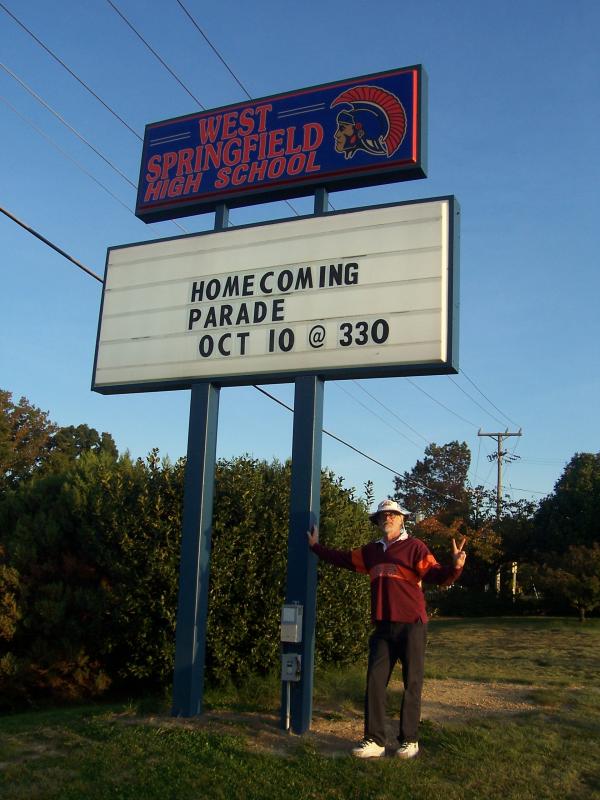 WEST
SPRINGFIELD
HIGH SCHOOL
HOMECOMING
PARADE
OCT 10 @ 330